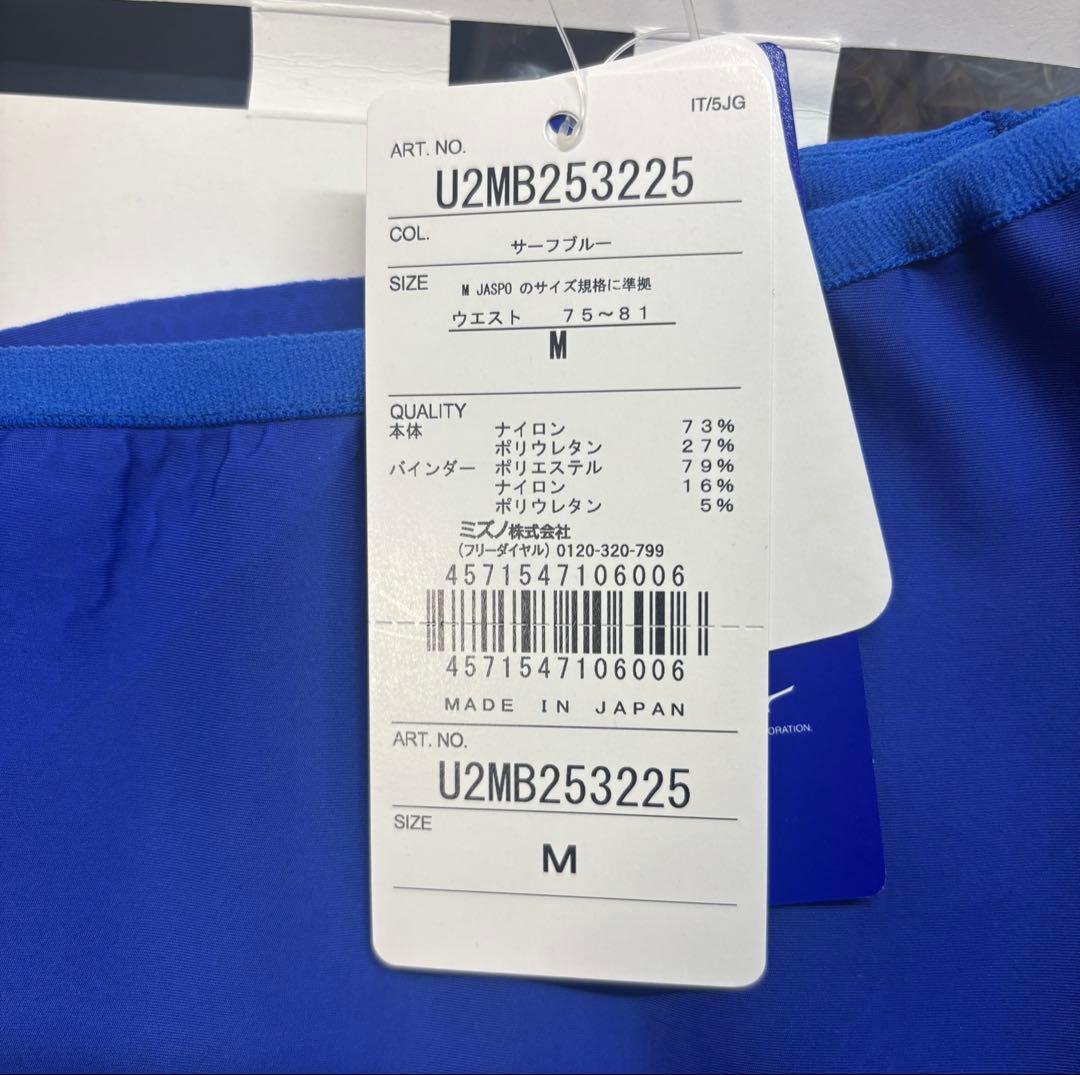 IT/5JG
ART. NO.
U2MB253225
COL.
サーフブルー
SIZE
M JASPO のサイズ規格に準拠
ウエスト 75~81
M
QUALITY
本体 ナイロン 73%
ポリウレタン 27%
バインダー ポリエステル 79%
ナイロン 16%
ポリウレタン 5%
ミズノ株式会社
(フリーダイヤル) 0120-320-799
4571547106006
4571547106006
MADE IN JAPAN
ART. NO.
U2MB253225
SIZE
M